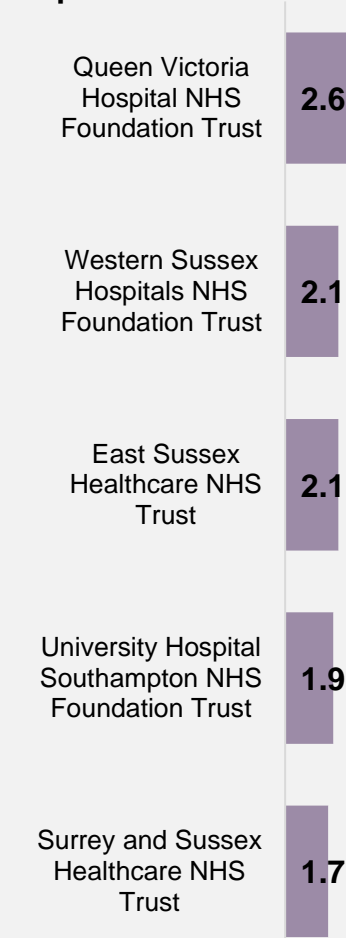 Queen Victoria
Hospital NHS
Foundation Trust
2.6
Western Sussex
Hospitals NHS
Foundation Trust
2.1
East Sussex
Healthcare NHS
Trust
2.1
University Hospital
Southampton NHS
Foundation Trust
1.9
Surrey and Sussex
Healthcare NHS
Trust
1.7